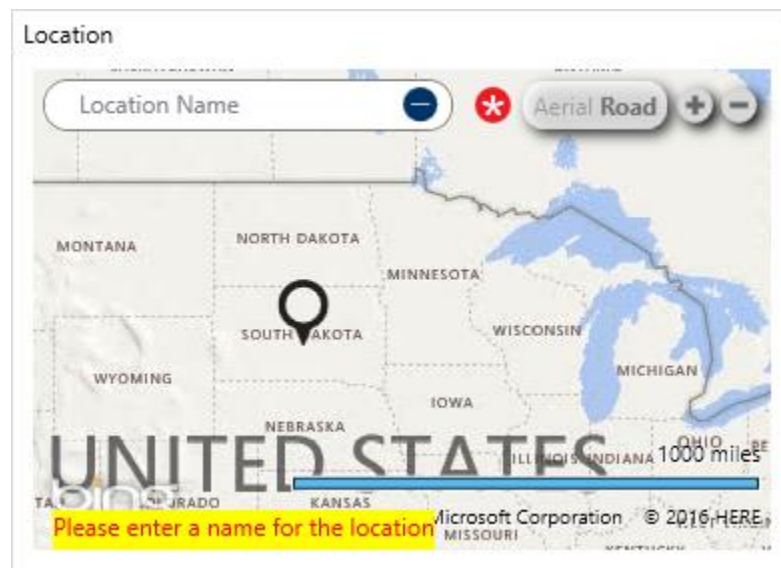 Location
Location Name
Aerial Road
MONTANA
NORTH DAKOTA
MINNESOTA
SOUTH DAKOTA
WISCONSIN
WYOMING
MICHIGAN
IOWA
NEBRASKA
UNITED STATES
ILLINOIS INDIANA OHIO
1000 miles
bing
KANSAS
Microsoft Corporation © 2016 HERE
Please enter a name for the location
MISSOURI